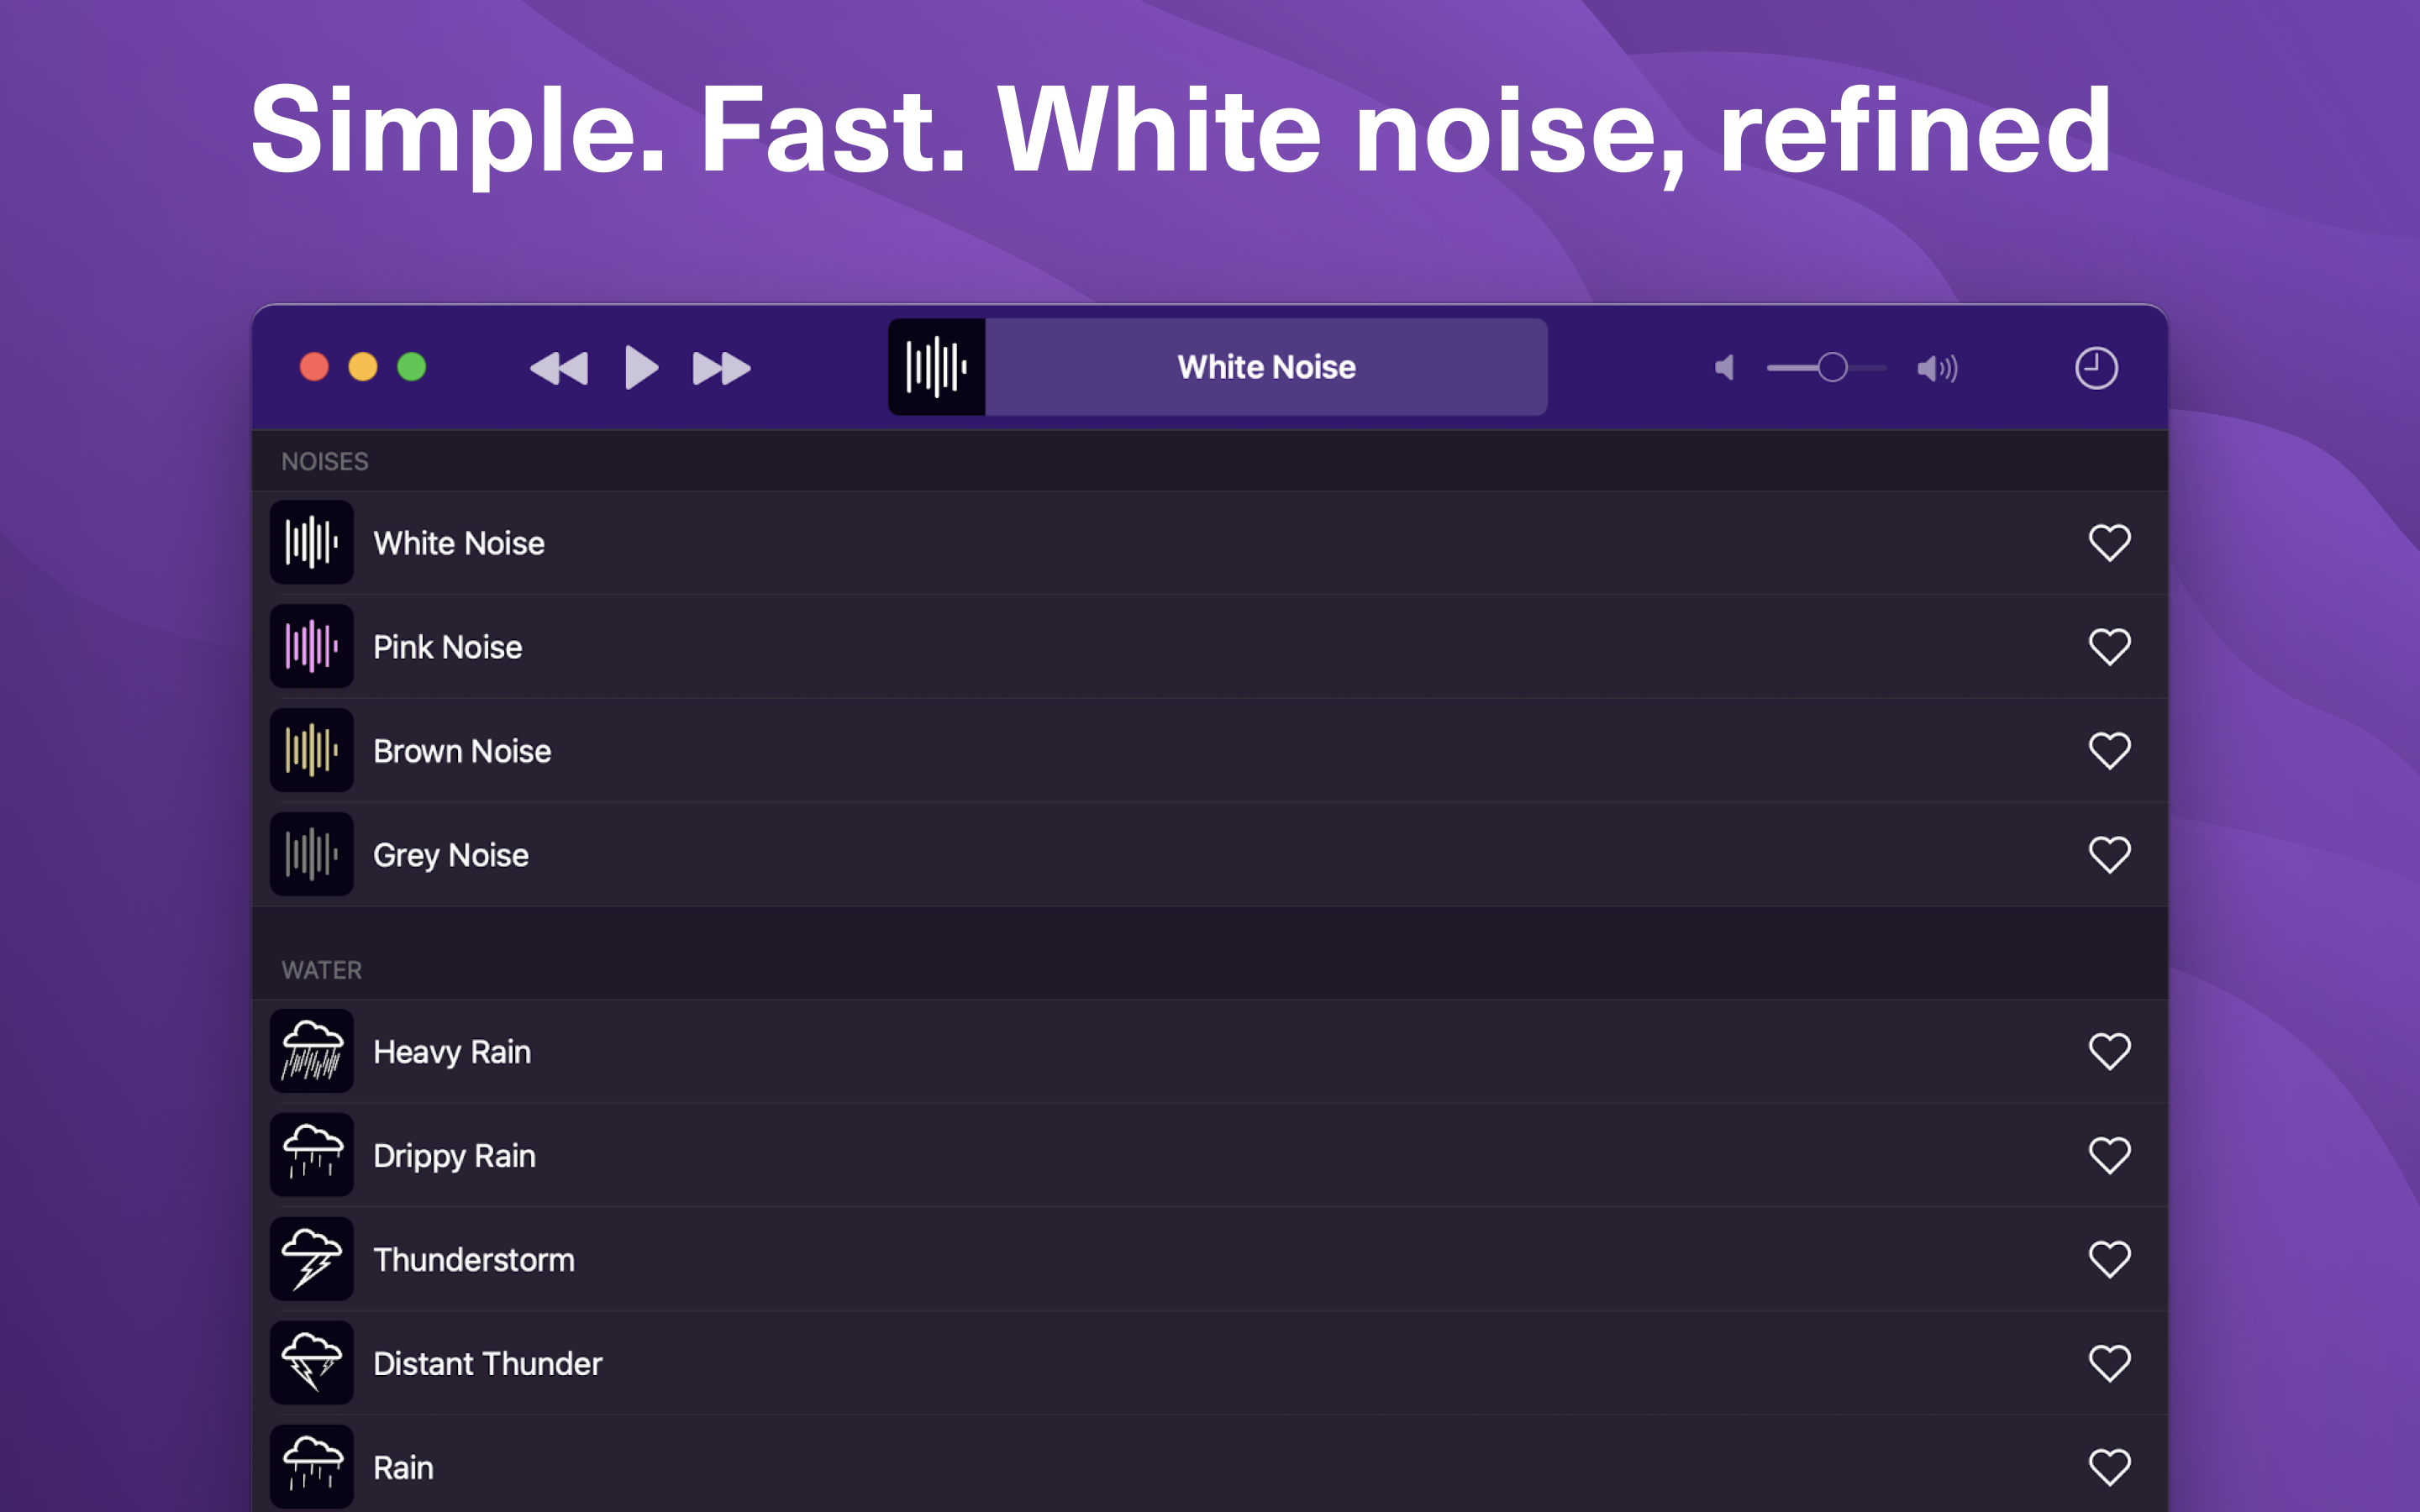 Simple. Fast. White noise, refined
White Noise
NOISES
White Noise
Pink Noise
Brown Noise
Grey Noise
WATER
Heavy Rain
Drippy Rain
Thunderstorm
Distant Thunder
Rain